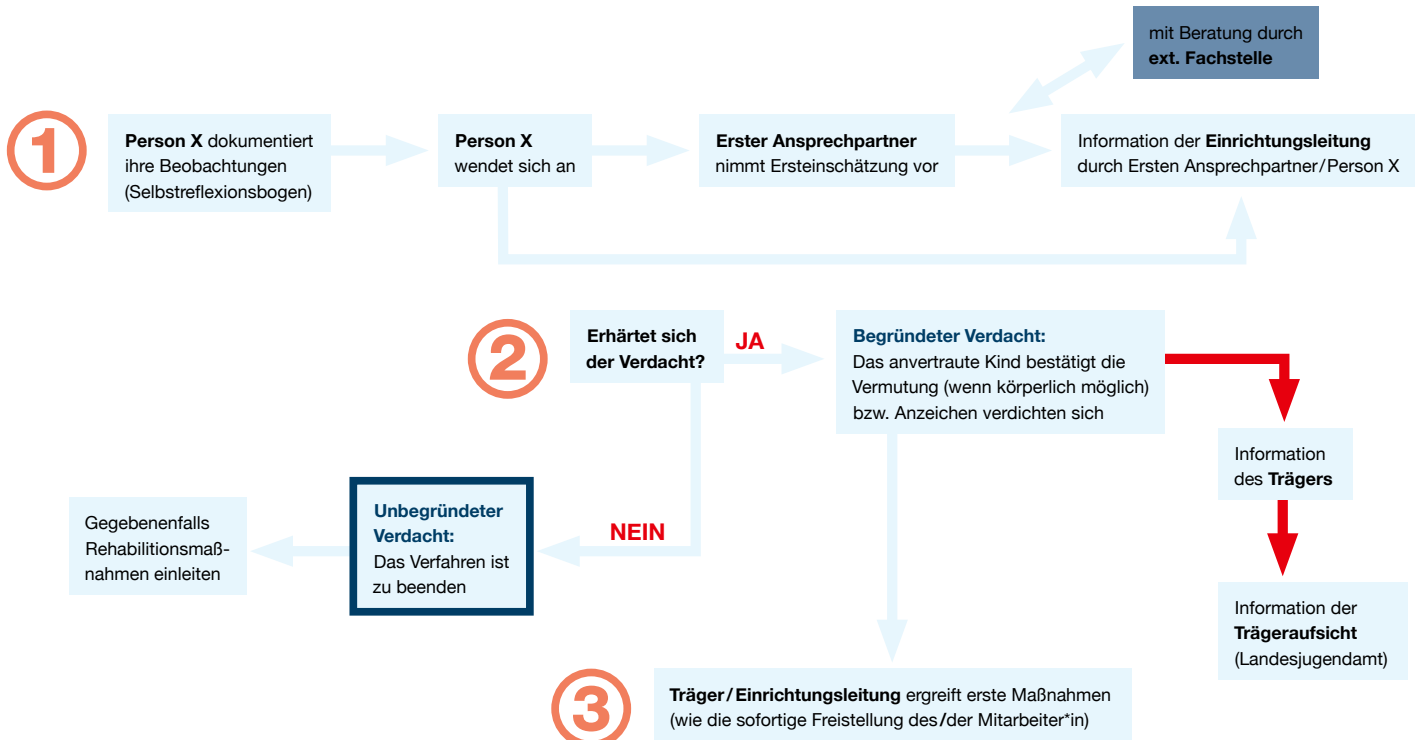 mit Beratung durch
ext. Fachstelle
1
Person X dokumentiert
ihre Beobachtungen
(Selbstreflexionsbogen)
Person X
wendet sich an
Erster Ansprechpartner
nimmt Ersteinschätzung vor
Information der Einrichtungsleitung
durch Ersten Ansprechpartner/Person X
2
Erhärtet sich
der Verdacht?
JA
Begründeter Verdacht:
Das anvertraute Kind bestätigt die
Vermutung (wenn körperlich möglich)
bzw. Anzeichen verdichten sich
Information
des Trägers
Gegebenenfalls
Rehabilitionsmaß-
nahmen einleiten
Unbegründeter
Verdacht:
Das Verfahren ist
zu beenden
NEIN
Information der
Trägeraufsicht
(Landesjugendamt)
3
Träger/Einrichtungsleitung ergreift erste Maßnahmen
(wie die sofortige Freistellung des/der Mitarbeiter*in)